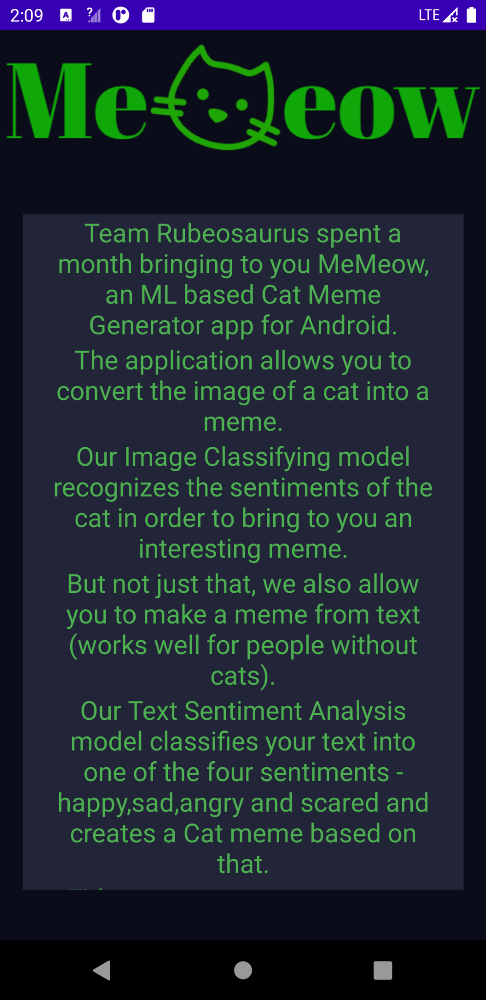 2:09 LTE
MeMeow
Team Rubeosaurus spent a
month bringing to you MeMeow,
an ML based Cat Meme
Generator app for Android.
The application allows you to
convert the image of a cat into a
meme.
Our Image Classifying model
recognizes the sentiments of the
cat in order to bring to you an
interesting meme.
But not just that, we also allow
you to make a meme from text
(works well for people without
cats).
Our Text Sentiment Analysis
model classifies your text into
one of the four sentiments -
happy,sad,angry and scared and
creates a Cat meme based on
that.